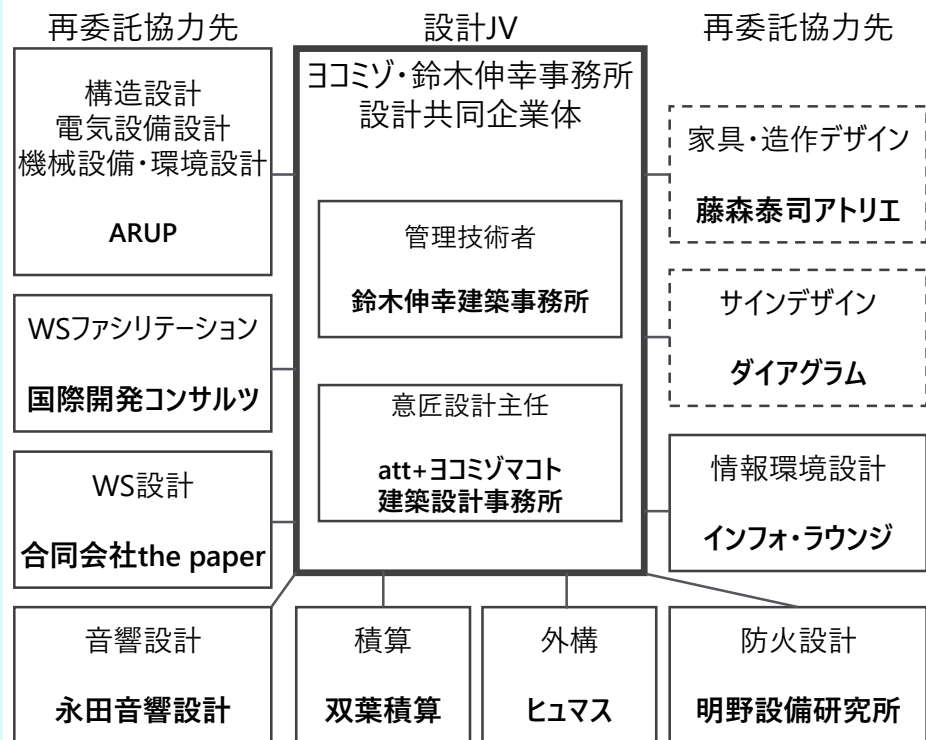 再委託協力先
設計JV
再委託協力先
構造設計
電気設備設計
機械設備・環境設計
ARUP
WSファシリテーション
国際開発コンサルツ
WS設計
合同会社the paper
ヨコミゾ・鈴木伸幸事務所
設計共同企業体
管理技術者
鈴木伸幸建築事務所
意匠設計主任
att+ヨコミゾマコト
建築設計事務所
家具・造作デザイン
藤森泰司アトリエ
サインデザイン
ダイアグラム
情報環境設計
インフォ・ラウンジ
音響設計
永田音響設計
積算
双葉積算
外構
ヒュマス
防火設計
明野設備研究所